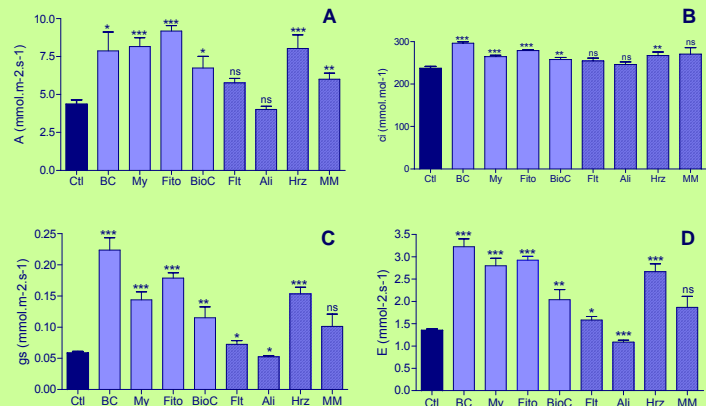 A
A (mmol.m-2.s-1)
10.0
7.5
5.0
2.5
0.0
* *** *** * ns ns *** **
Ctl BC My Fito BioC Flt Ali Hrz MM
B
ci (mmol.mol-1)
300
200
100
0
*** *** *** ** ns ns ** ns
Ctl BC My Fito BioC Flt Ali Hrz MM
C
gs (mmol.m-2.s-1)
0.25
0.20
0.15
0.10
0.05
0.00
*** *** *** ** * * *** ns
Ctl BC My Fito BioC Flt Ali Hrz MM
D
E (mmol-2.s-1)
3.5
3.0
2.5
2.0
1.5
1.0
0.5
0.0
*** *** *** ** * *** *** ns
Ctl BC My Fito BioC Flt Ali Hrz MM